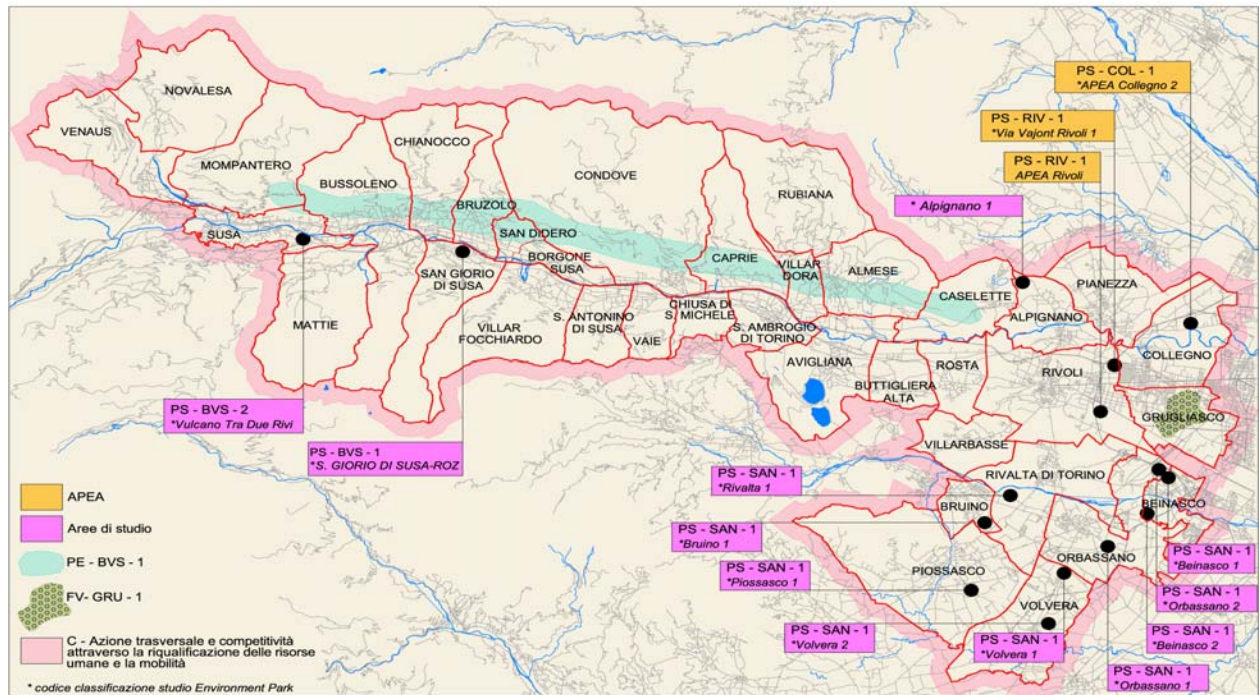 PS - COL - 1
*APEA Collegno 2
PS - RIV - 1
*Via Vajont Rivoli 1
PS - RIV - 1
APEA Rivoli
* Alpignano 1
NOVALESA
VENAUS
MOMPANTERO
CHIANOCCO
BUSSOLENO
CONDOVE
RUBIANA
BRUZOLO
SUSA
SAN DIDERO
BORGONE
SUSA
CAPRIE
VILLAR
DORA
ALMESE
CASELETTE
PIANEZZA
ALPIGNANO
SAN GIORIO
DI SUSA
MATTIE
VILLAR
FOCCHIARDO
S. ANTONINO
DI SUSA
VAIE
CHIUSA DI
S. MICHELE
S. AMBROGIO
DI TORINO
AVIGLIANA
BUTTIGLIERA
ALTA
ROSTA
RIVOLI
COLLEGNO
GRUGLIASCO
VILLARBASSE
RIVALTA DI TORINO
BRUINO
BEINASCO
ORBASSANO
PIOSSASCO
VOLVERA
PS - BVS - 2
*Vulcano Tra Due Rivi
PS - BVS - 1
*S. GIORIO DI SUSA-ROZ
PS - SAN - 1
*Rivalta 1
PS - SAN - 1
*Bruino 1
PS - SAN - 1
*Piossasco 1
PS - SAN - 1
*Volvera 2
PS - SAN - 1
*Volvera 1
PS - SAN - 1
*Beinasco 1
PS - SAN - 1
*Orbassano 2
PS - SAN - 1
*Beinasco 2
PS - SAN - 1
*Orbassano 1
APEA
Aree di studio
PE - BVS - 1
FV- GRU - 1
C - Azione trasversale e competitività
attraverso la riqualificazione delle risorse
umane e la mobilità
* codice classificazione studio Environment Park